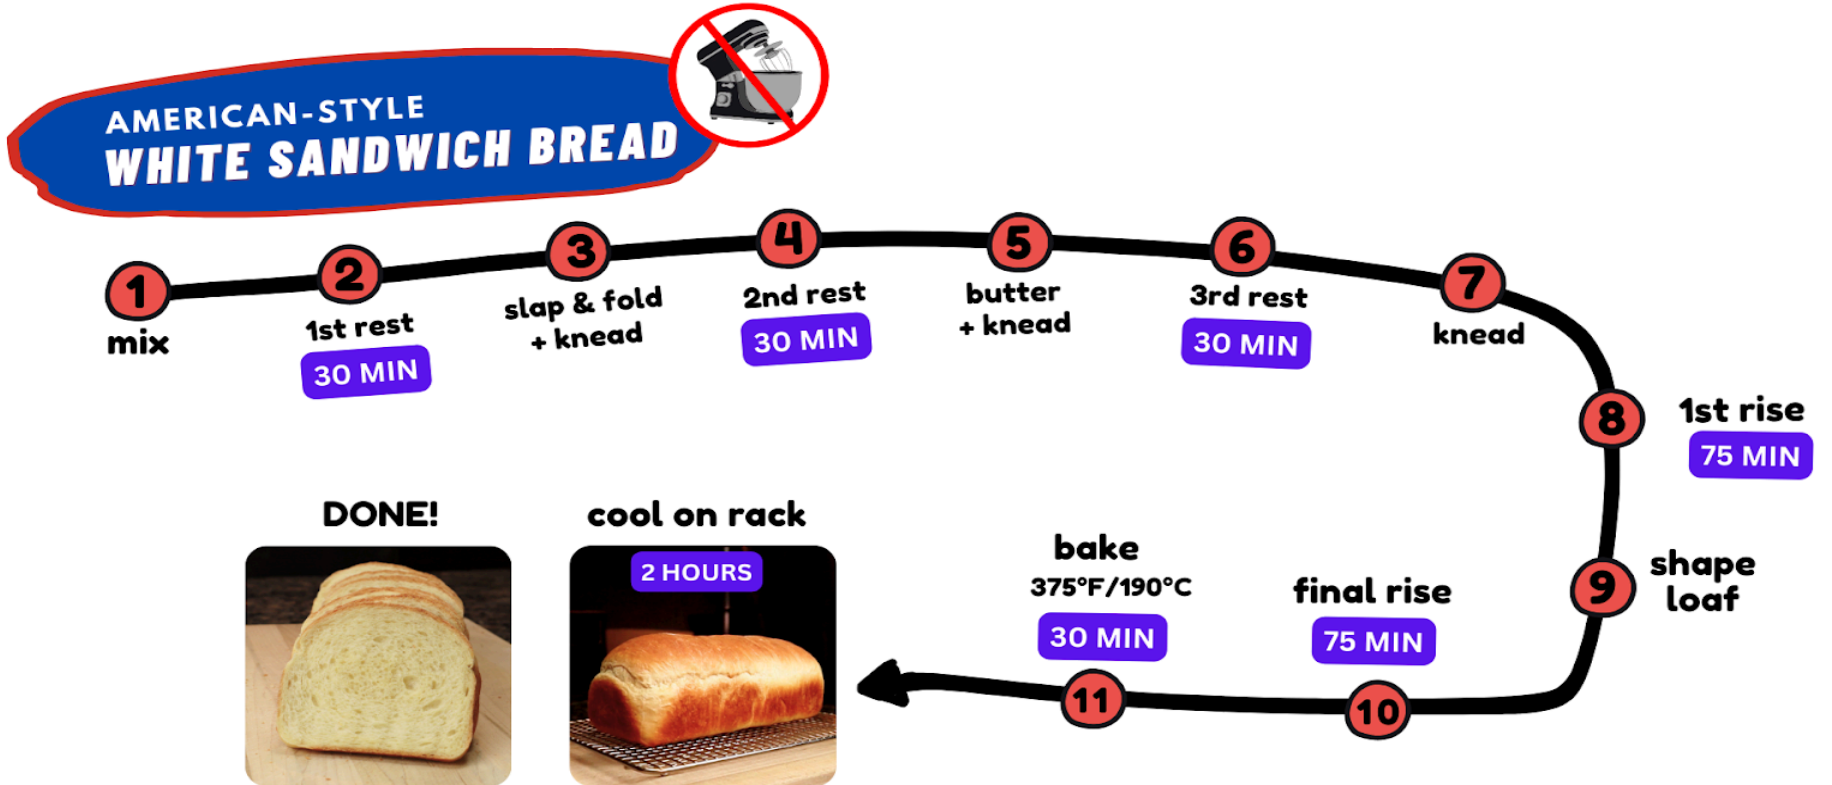 AMERICAN-STYLE
WHITE SANDWICH BREAD
1
mix
2
1st rest
30 MIN
3
slap & fold
+ knead
4
2nd rest
30 MIN
5
butter
+ knead
6
3rd rest
30 MIN
7
knead
8
1st rise
75 MIN
9
shape
loaf
10
final rise
75 MIN
11
bake
375°F/190°C
30 MIN
cool on rack
2 HOURS
DONE!